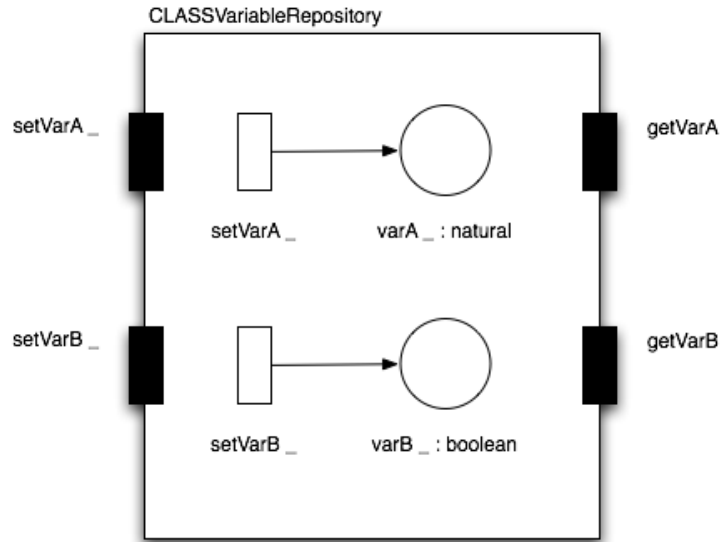 CLASSVariableRepository
setVarA _
getVarA
setVarA _
varA _ : natural
setVarB _
getVarB
setVarB _
varB _ : boolean